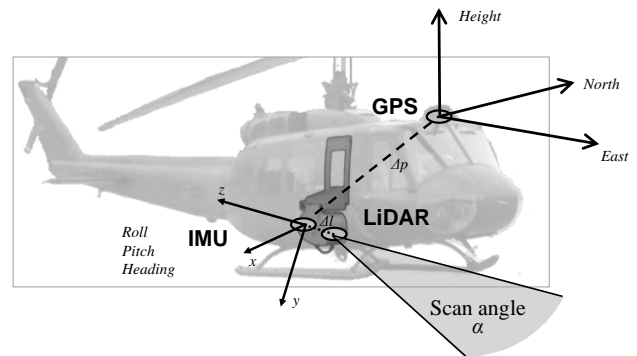 Height
GPS
North
East
Δp
z
LiDAR
Δl
IMU
Roll
Pitch
Heading
x
y
Scan angle
α